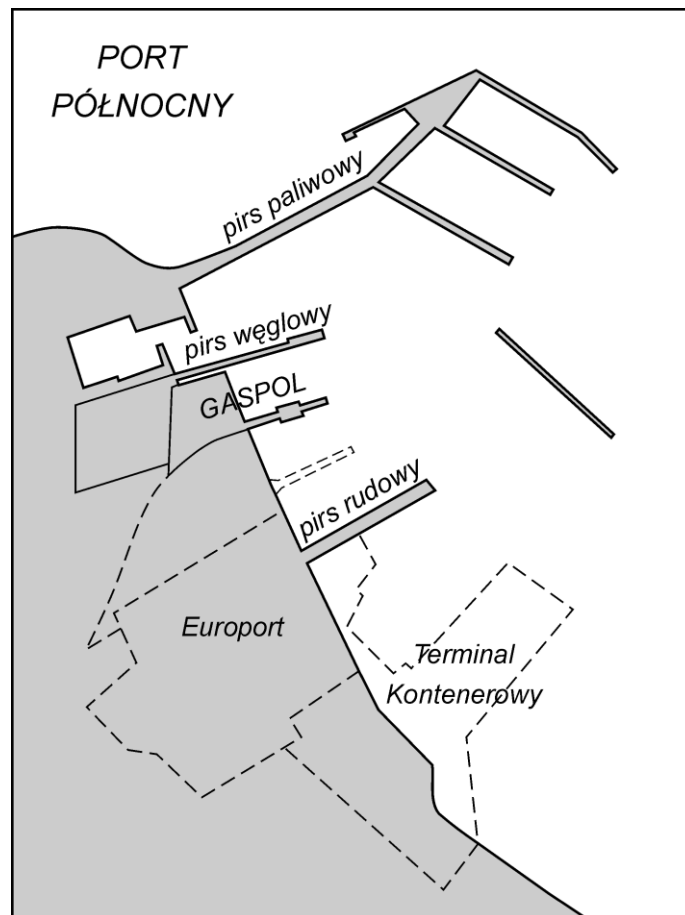 PORT
PÓŁNOCNY
pirs paliwowy
pirs węglowy
GASPOL
pirs rudowy
Europort
Terminal
Kontenerowy